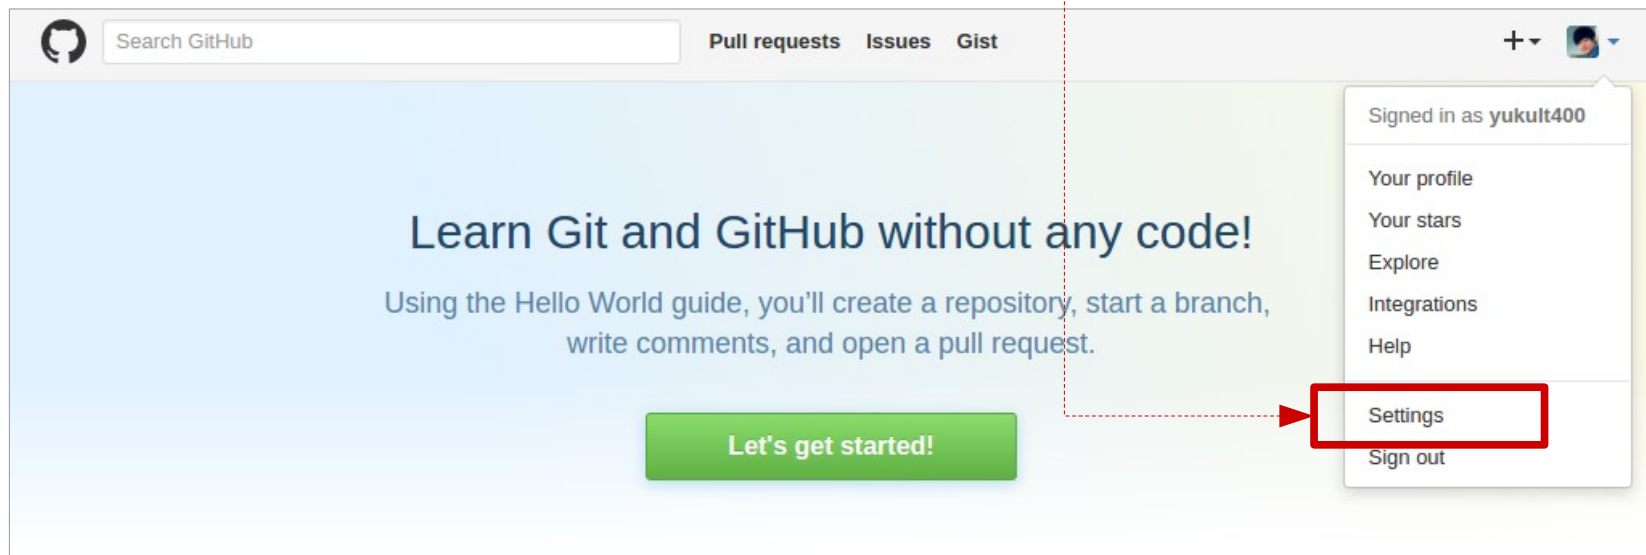 Search GitHub
Pull requests Issues Gist
Signed in as yukult400
Your profile
Your stars
Explore
Integrations
Help
Settings
Sign out
Learn Git and GitHub without any code!
Using the Hello World guide, you’ll create a repository, start a branch,
write comments, and open a pull request.
Let's get started!